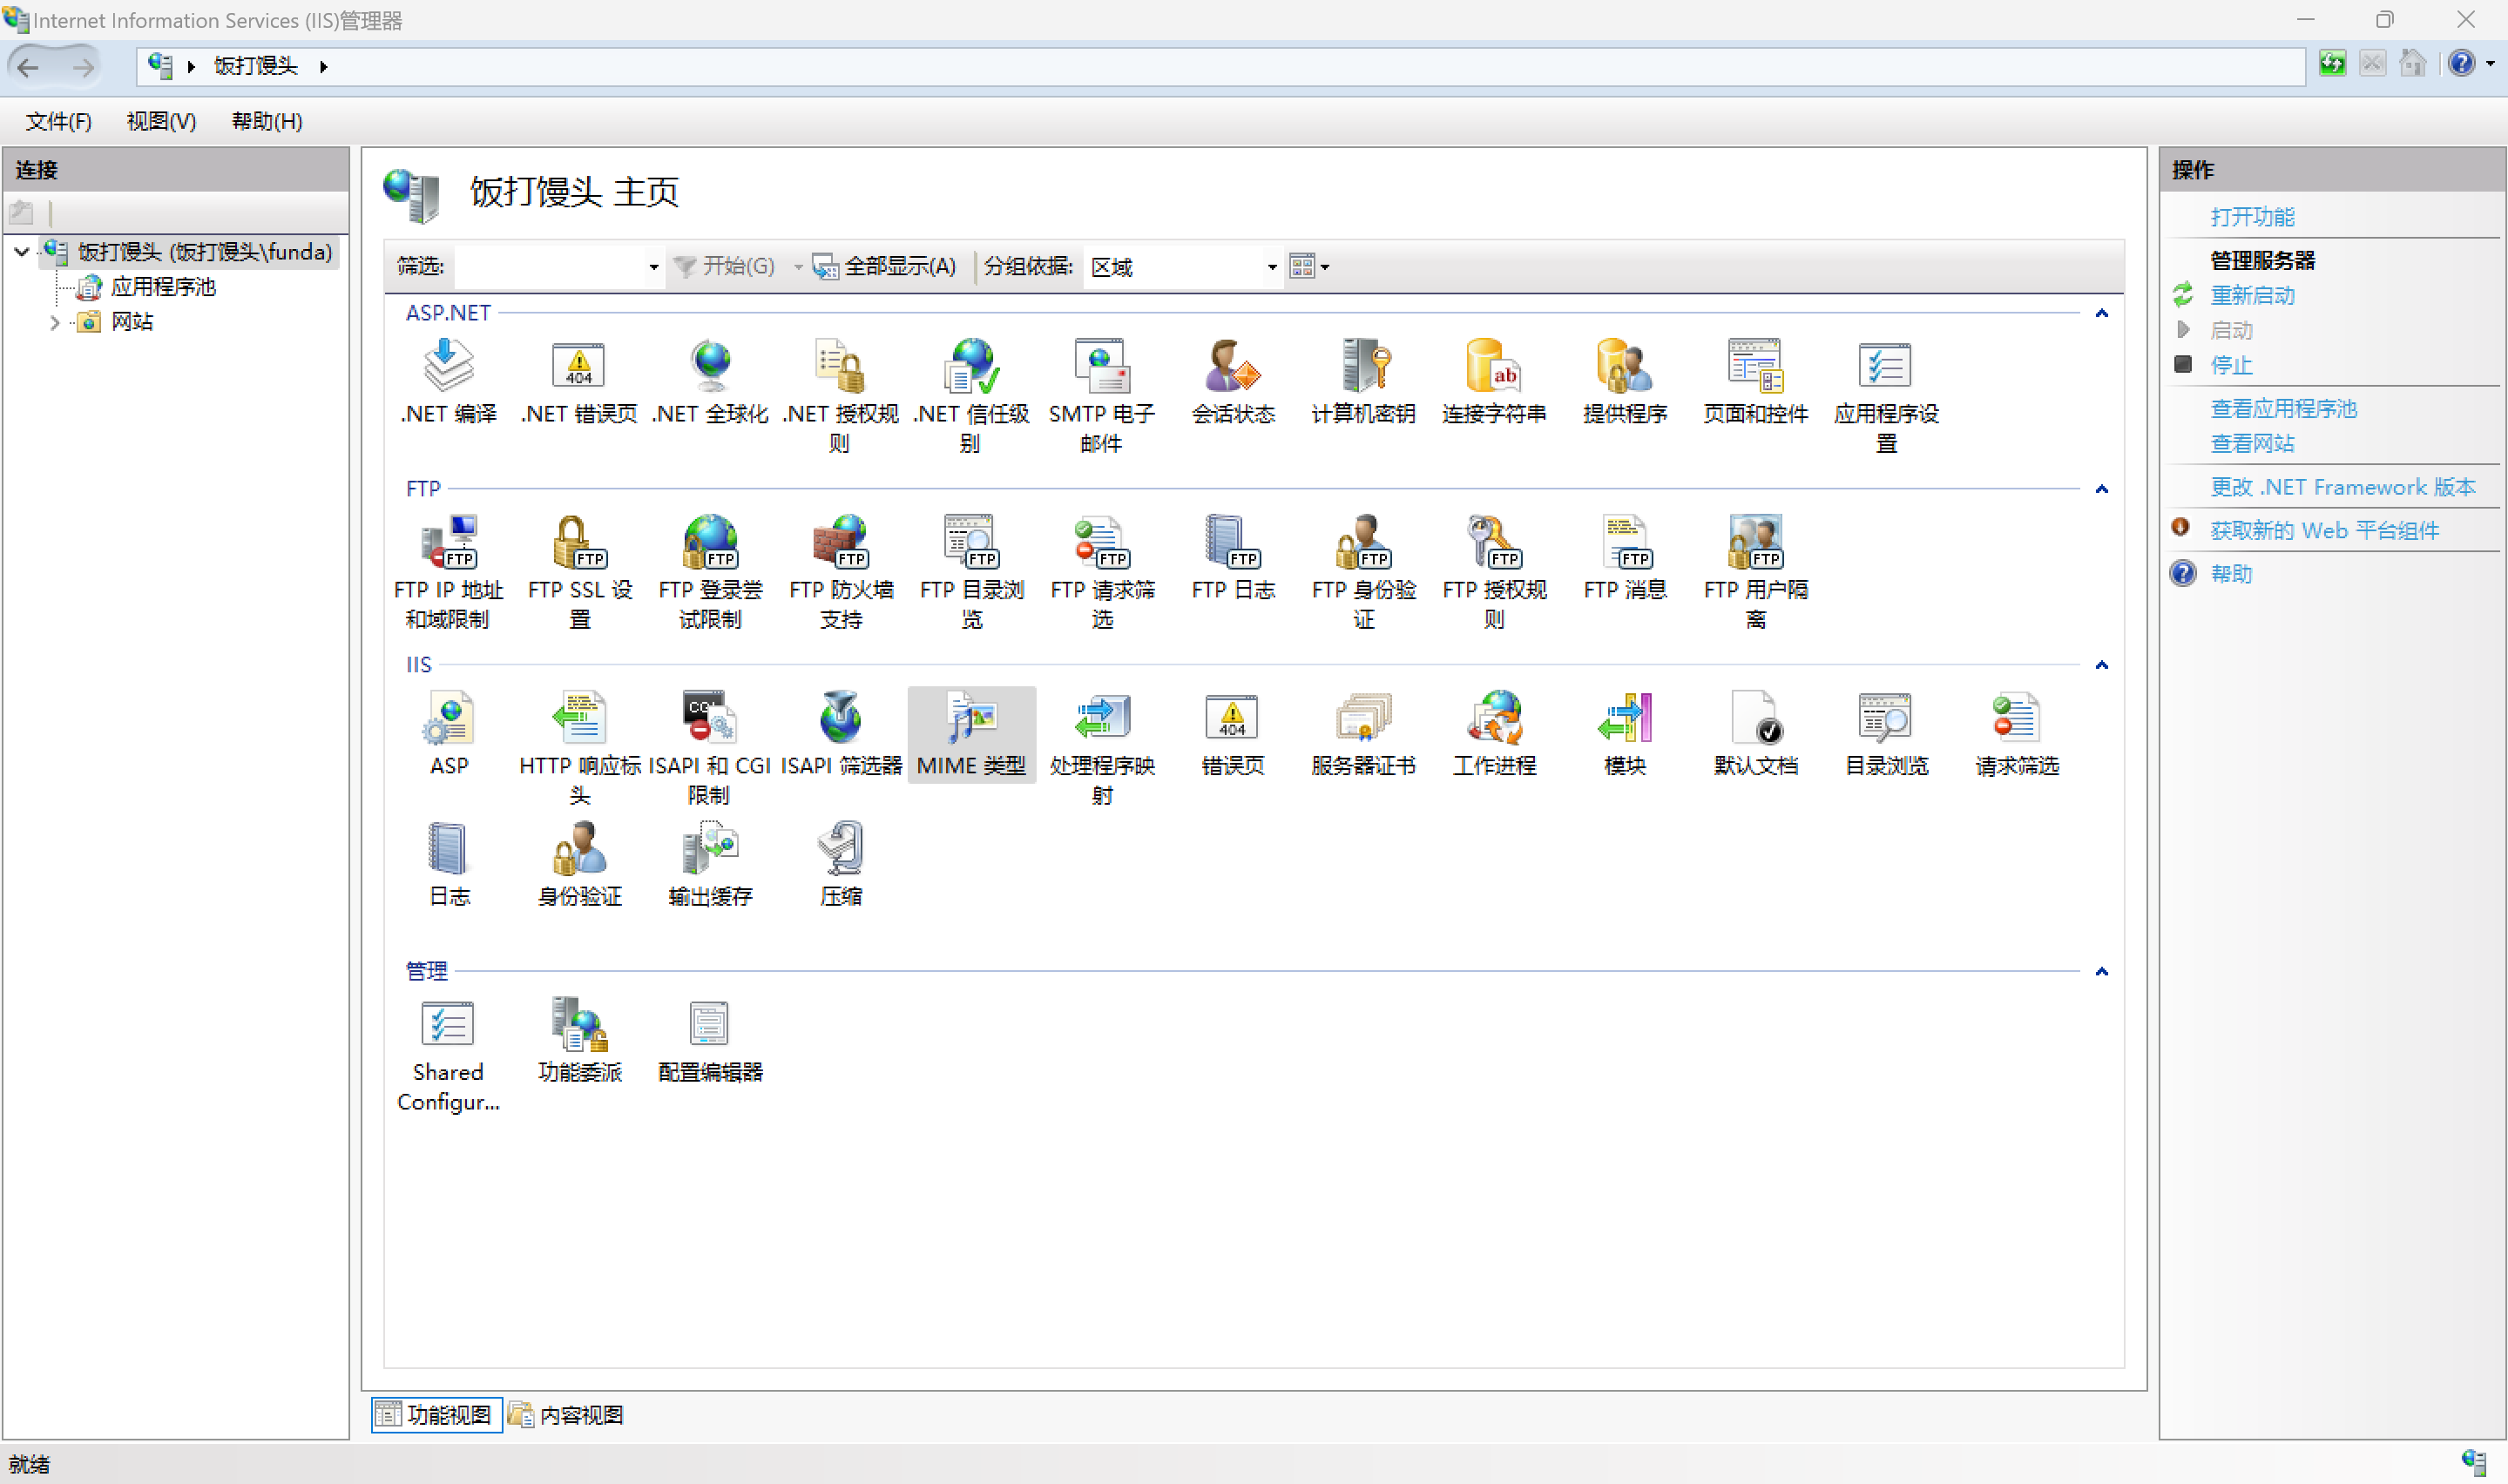 Internet Information Services (IIS)管理器
饭打馒头
文件(F) 视图(V) 帮助(H)
连接
饭打馒头 (饭打馒头\funda)
应用程序池
网站
饭打馒头 主页
筛选: 开始(G) 全部显示(A) 分组依据: 区域
ASP.NET
.NET 编译
.NET 错误页
404
.NET 全球化
.NET 授权规
则
.NET 信任级
别
SMTP 电子
邮件
会话状态
计算机密钥
ab
连接字符串
提供程序
页面和控件
应用程序设
置
FTP
FTP
FTP IP 地址
和域限制
FTP
FTP SSL 设
置
FTP
FTP 登录尝
试限制
FTP
FTP 防火墙
支持
FTP
FTP 目录浏
览
FTP
FTP 请求筛
选
FTP
FTP 日志
FTP
FTP 身份验
证
FTP
FTP 授权规
则
FTP
FTP 消息
FTP
FTP 用户隔
离
IIS
ASP
HTTP 响应标
头
CGI
ISAPI 和 CGI
限制
ISAPI 筛选器
MIME 类型
处理程序映
射
404
错误页
服务器证书
工作进程
模块
默认文档
目录浏览
请求筛选
日志
身份验证
输出缓存
压缩
管理
Shared
Configur...
功能委派
配置编辑器
功能视图
内容视图
操作
打开功能
管理服务器
重新启动
启动
停止
查看应用程序池
查看网站
更改 .NET Framework 版本
获取新的 Web 平台组件
帮助
就绪